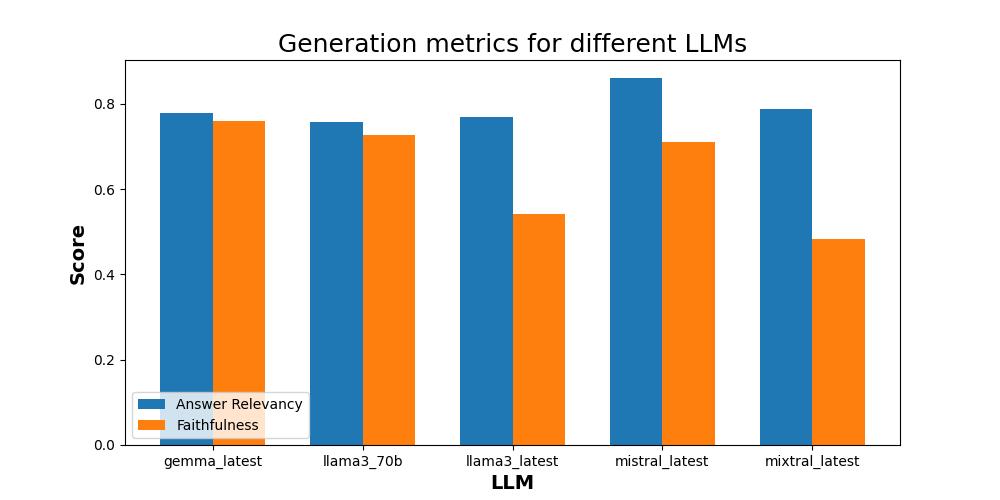 Generation metrics for different LLMs
Score
0.8
0.6
0.4
0.2
0.0
Answer Relevancy
Faithfulness
gemma_latest llama3_70b llama3_latest mistral_latest mixtral_latest
LLM